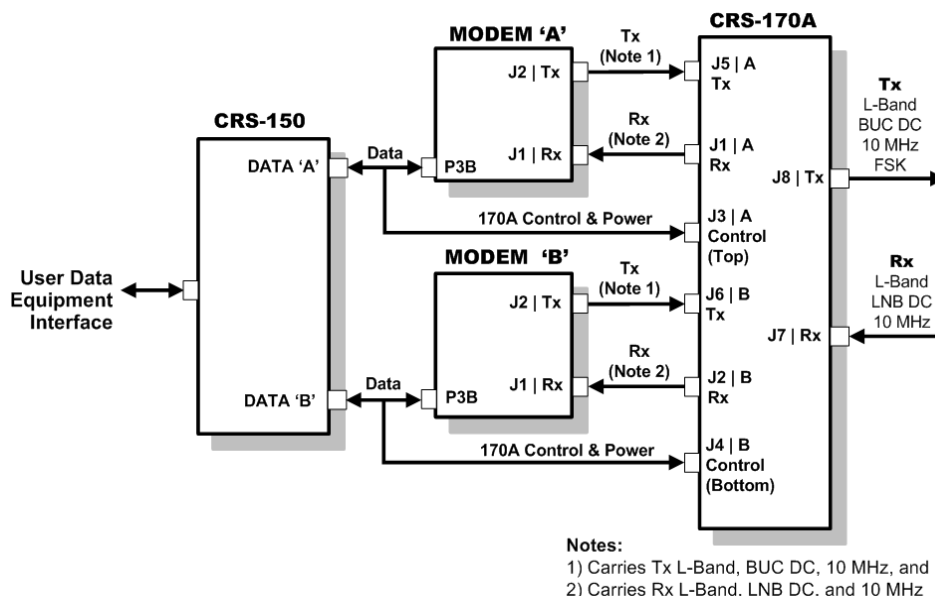 CRS-170A
MODEM ‘A’
Tx
(Note 1)
J2 | Tx
J5 | A
Tx
Tx
L-Band
BUC DC
10 MHz
FSK
CRS-150
Rx
(Note 2)
DATA ‘A’
Data
P3B
J1 | Rx
J1 | A
Rx
J8 | Tx
170A Control & Power
J3 | A
Control
(Top)
MODEM ‘B’
User Data
Equipment
Interface
Tx
(Note 1)
J2 | Tx
J6 | B
Tx
Rx
L-Band
LNB DC
10 MHz
J7 | Rx
Rx
(Note 2)
DATA ‘B’
Data
P3B
J1 | Rx
J2 | B
Rx
170A Control & Power
J4 | B
Control
(Bottom)
Notes:
1) Carries Tx L-Band, BUC DC, 10 MHz, and
2) Carries Rx L-Band, LNB DC, and 10 MHz